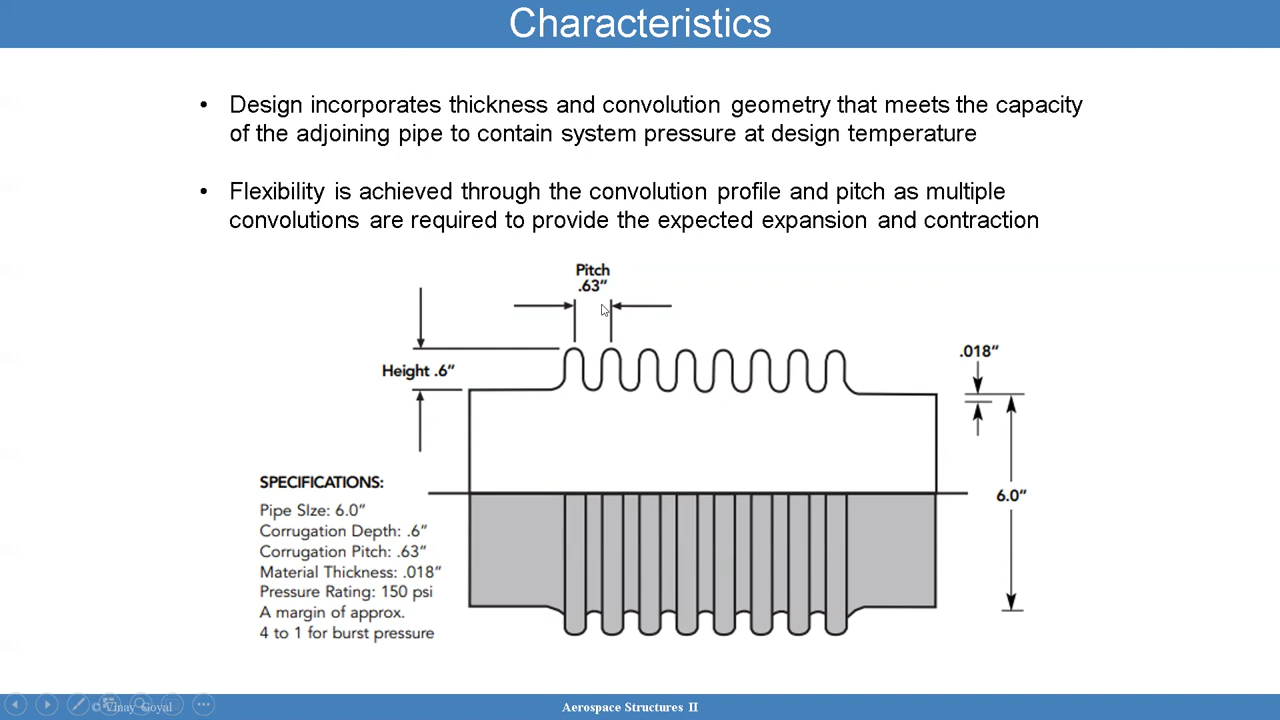 Characteristics
• Design incorporates thickness and convolution geometry that meets the capacity
of the adjoining pipe to contain system pressure at design temperature
• Flexibility is achieved through the convolution profile and pitch as multiple
convolutions are required to provide the expected expansion and contraction
Pitch
.63”
Height .6”
.018”
6.0”
SPECIFICATIONS:
Pipe SIze: 6.0”
Corrugation Depth: .6”
Corrugation Pitch: .63”
Material Thickness: .018”
Pressure Rating: 150 psi
A margin of approx.
4 to 1 for burst pressure
© Vinay Goyal
Aerospace Structures II